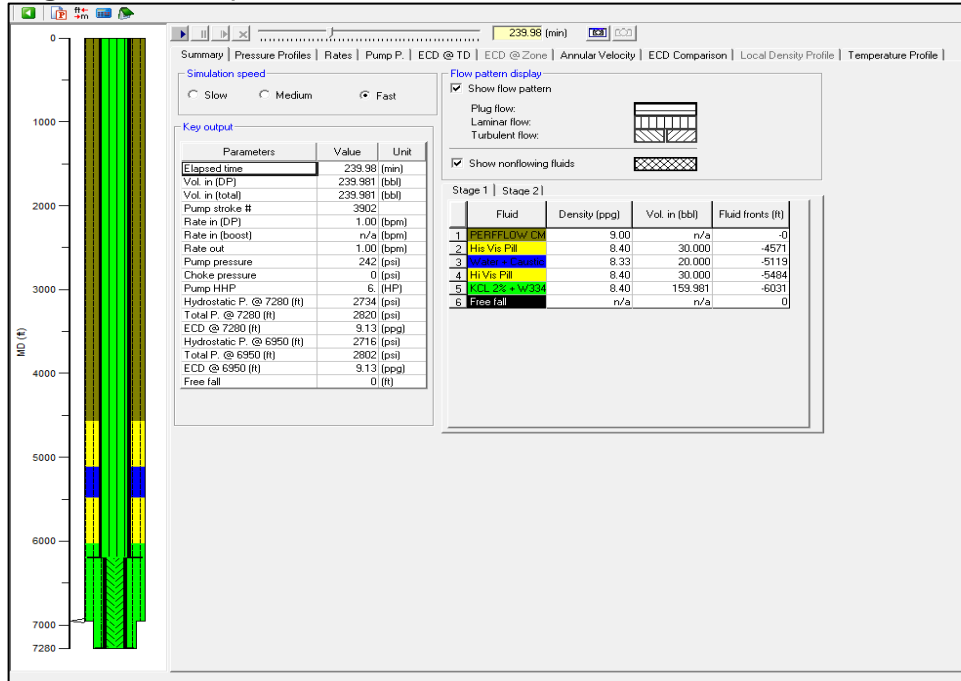 239.98 (min)
Summary Pressure Profiles Rates Pump P. ECD @ TD ECD @ Zone Annular Velocity ECD Comparison Local Density Profile Temperature Profile
Simulation speed
Slow Medium Fast
Key output
Parameters Value Unit
Elapsed time 239.98 (min)
Vol. in (DP) 239.981 (bbl)
Vol. in (total) 239.981 (bbl)
Pump stroke # 3902
Rate in (DP) 1.00 (bpm)
Rate in (boost) n/a (bpm)
Rate out 1.00 (bpm)
Pump pressure 242 (psi)
Choke pressure 0 (psi)
Pump HHP 6. (HP)
Hydrostatic P. @ 7280 (ft) 2734 (psi)
Total P. @ 7280 (ft) 2820 (psi)
ECD @ 7280 (ft) 9.13 (ppg)
Hydrostatic P. @ 6950 (ft) 2716 (psi)
Total P. @ 6950 (ft) 2802 (psi)
ECD @ 6950 (ft) 9.13 (ppg)
Free fall 0 (ft)
Flow pattern display
Show flow pattern
Plug flow:
Laminar flow:
Turbulent flow:
Show nonflowing fluids
Stage 1 Stage 2
Fluid Density (ppg) Vol. in (bbl) Fluid fronts (ft)
1 PERFFLOW CM 9.00 n/a -0
2 His Vis Pill 8.40 30.000 -4571
3 Water + Caustic 8.33 20.000 -5119
4 Hi Vis Pill 8.40 30.000 -5484
5 KCL 2% + W334 8.40 159.981 -6031
6 Free fall n/a n/a 0
MD (ft)
0
1000
2000
3000
4000
5000
6000
7000
7280